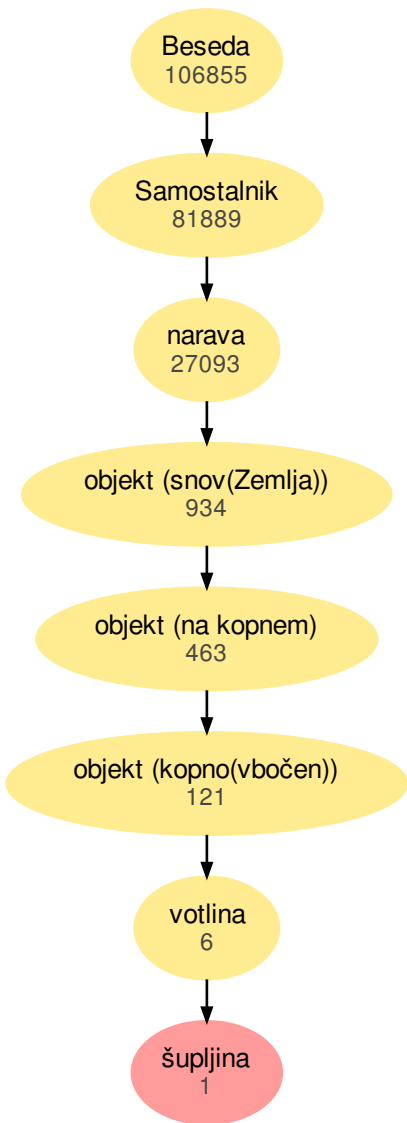 Beseda
106855
Samostalnik
81889
narava
27093
objekt (snov(Zemlja))
934
objekt (na kopnem)
463
objekt (kopno(vbočen))
121
votlina
6
šupljina
1